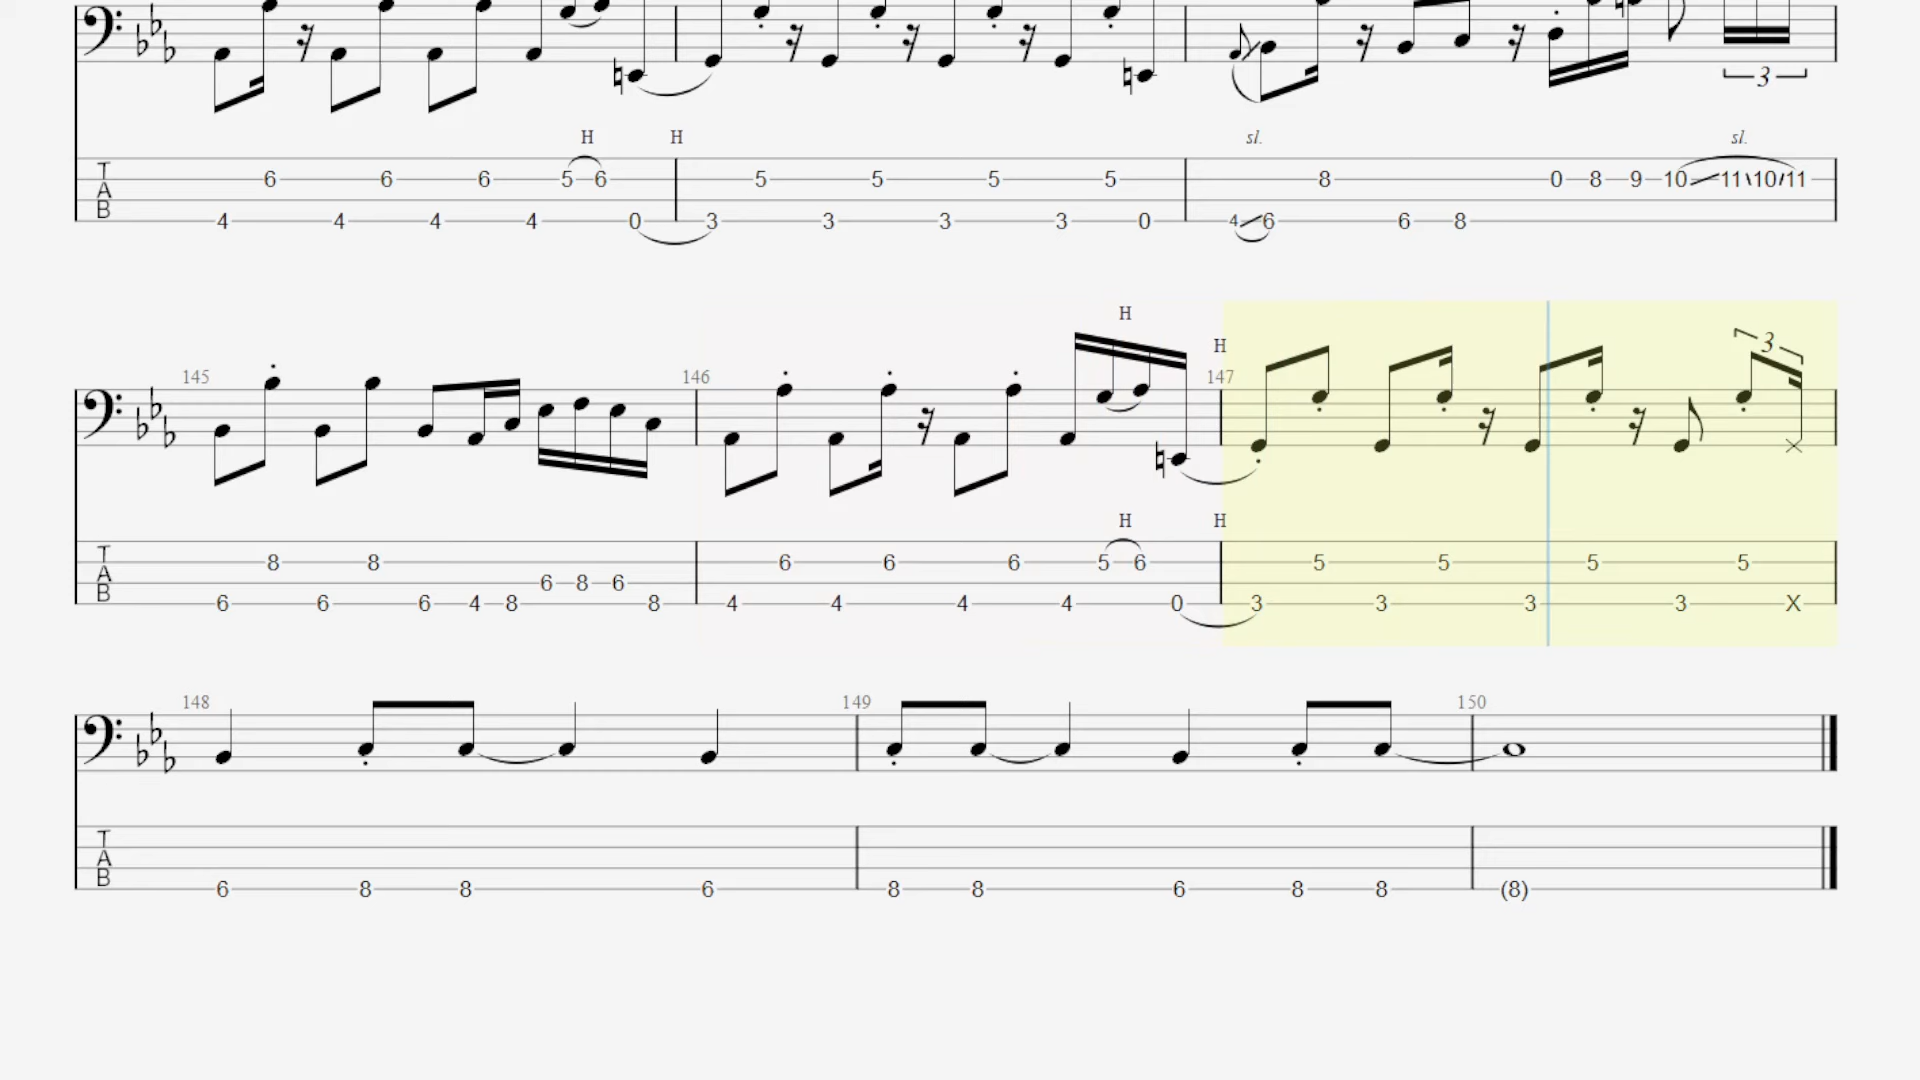 3
H H sl. sl.
T 6 6 6 5 6 5 5 5 5 8 0 8 9 10 11 10 11
A
B 4 4 4 4 0 3 3 3 3 0 4 6 6 8
H
145 146 H 147 3
H H
T 8 8 6 6 6 5 6 5 5 5 5
A 6 8 6
B 6 6 6 4 8 8 4 4 4 4 0 3 3 3 3 X
148 149 150
T
A
B 6 8 8 6 8 8 6 8 8 (8)